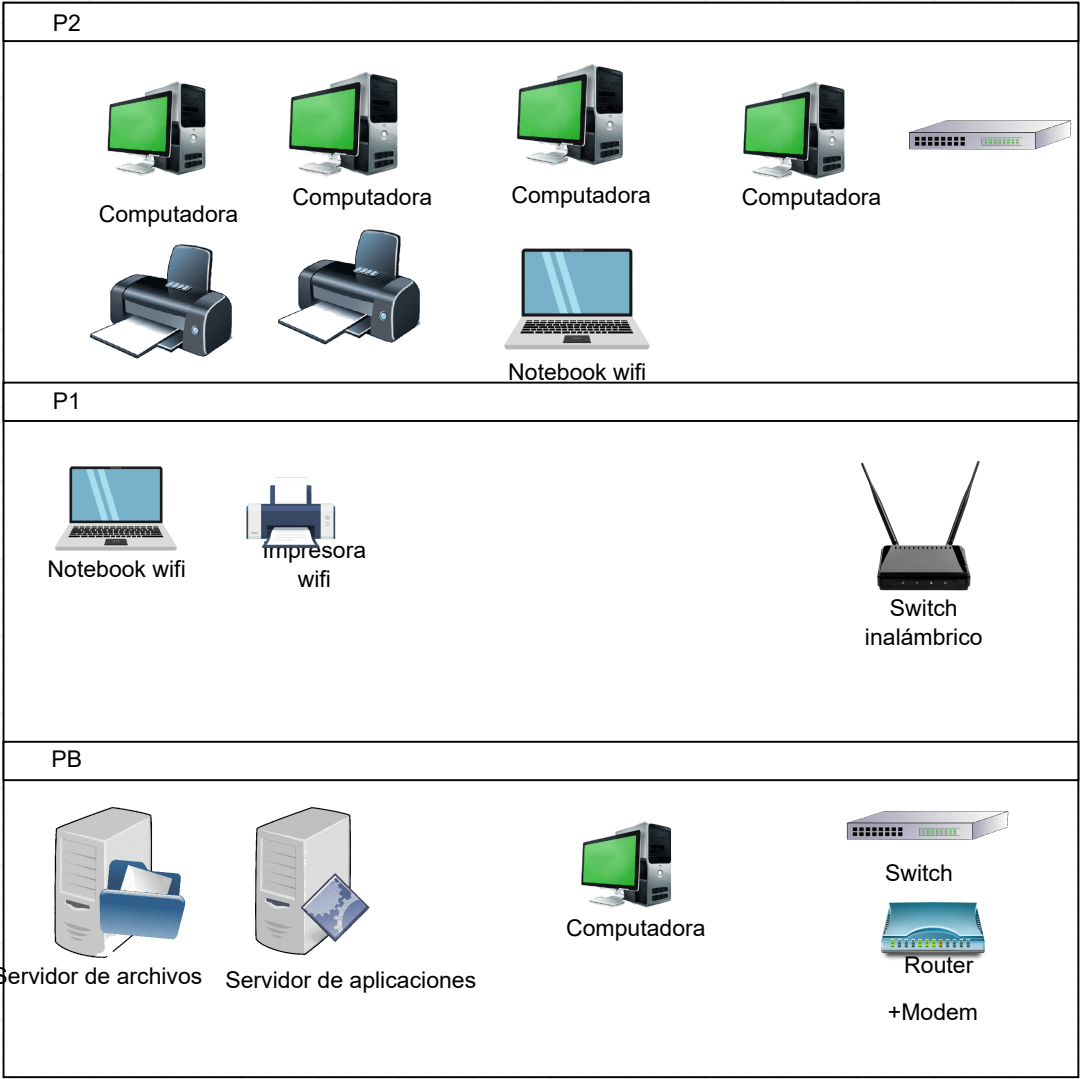 P2
Computadora
Computadora
Computadora
Computadora
Notebook wifi
P1
Notebook wifi
Impresora
wifi
Switch
inalámbrico
PB
Servidor de archivos
Servidor de aplicaciones
Computadora
Switch
Router
+Modem